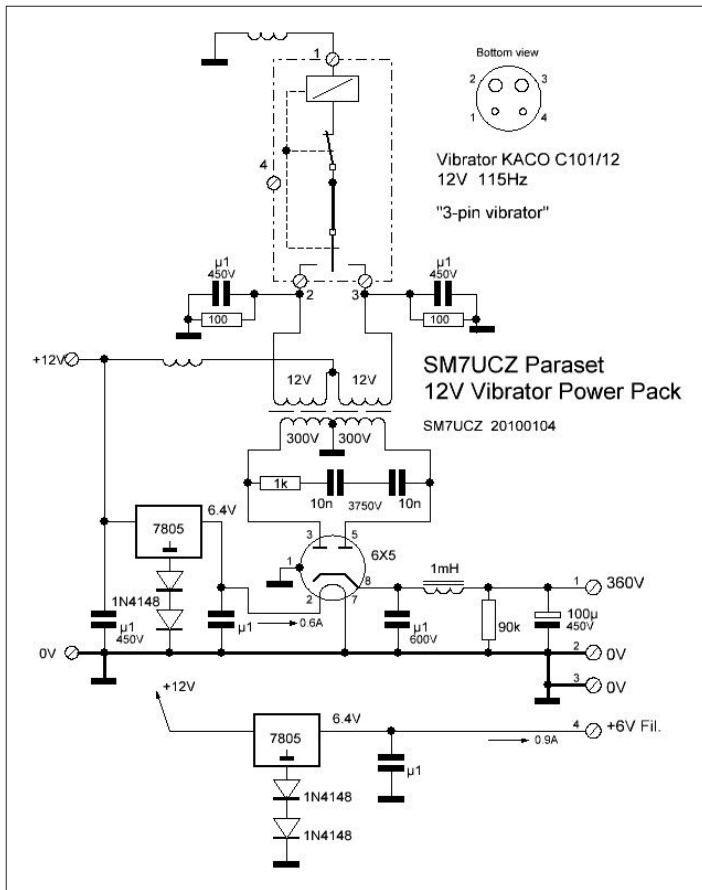 1
Bottom view
2
3
1
4
Vibrator KACO C101/12
12V 115Hz
"3-pin vibrator"
4
µ1
450V
100
2
3
µ1
450V
100
+12V
12V
12V
SM7UCZ Paraset
12V Vibrator Power Pack
SM7UCZ 20100104
300V
300V
1k
10n
3750V
10n
7805
6.4V
3
5
6X5
1
8
2
7
1mH
1
360V
1N4148
µ1
450V
µ1
0.6A
µ1
600V
90k
100µ
450V
0V
2
0V
3
0V
+12V
7805
6.4V
4
+6V Fil.
0.9A
µ1
1N4148
1N4148